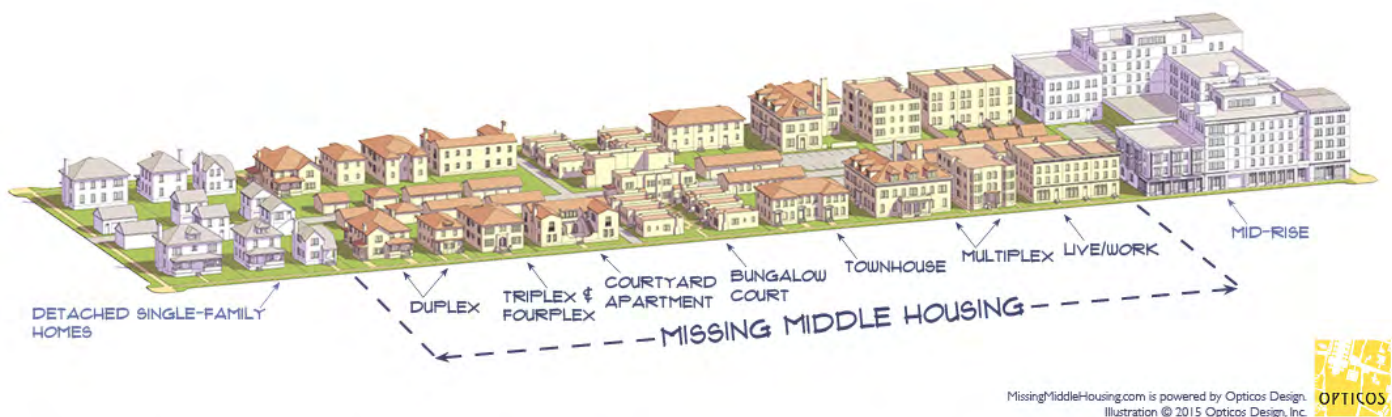 DETACHED SINGLE-FAMILY
HOMES
DUPLEX
TRIPLEX &
FOURPLEX
COURTYARD
APARTMENT
BUNGALOW
COURT
TOWNHOUSE
MULTIPLEX
LIVE/WORK
MID-RISE
MISSING MIDDLE HOUSING
MissingMiddleHousing.com is powered by Opticos Design.
Illustration © 2015 Opticos Design, Inc.
OPTICOS